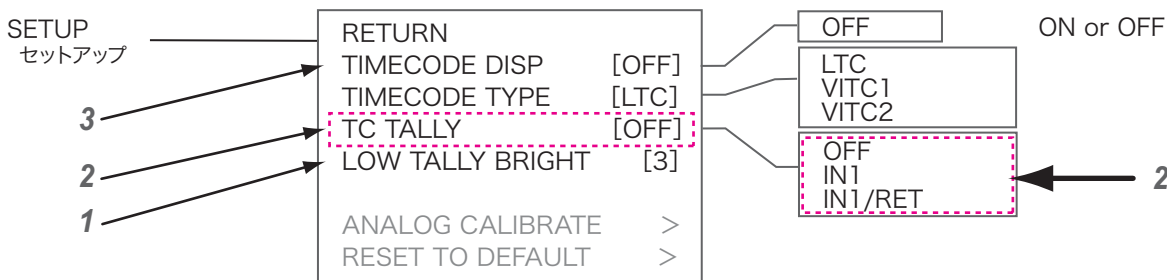 SETUP
セットアップ
3
2
1
RETURN
TIMECODE DISP [OFF]
TIMECODE TYPE [LTC]
TC TALLY [OFF]
LOW TALLY BRIGHT [3]
ANALOG CALIBRATE >
RESET TO DEFAULT >
OFF
ON or OFF
LTC
VITC1
VITC2
OFF
IN1
IN1/RET
2